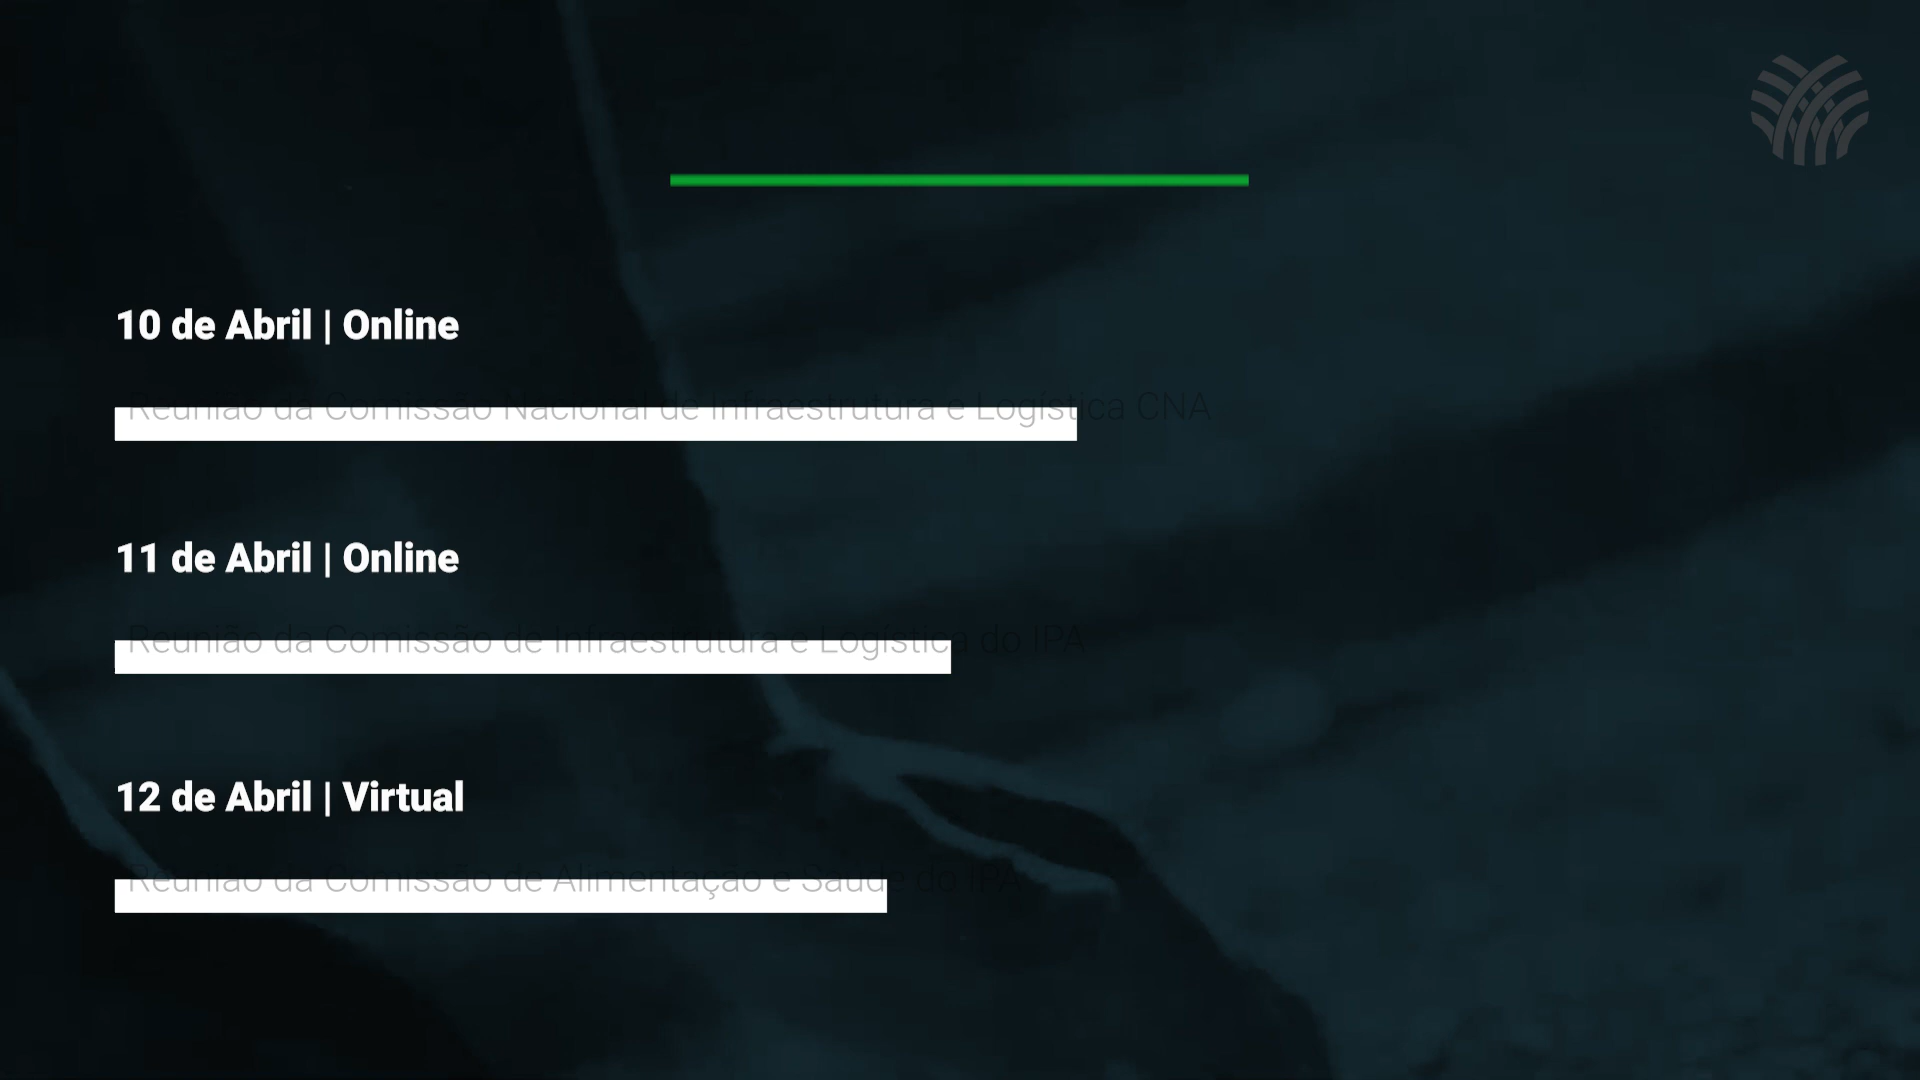 10 de Abril | Online
Reunião da Comissão Nacional de Infraestrutura e Logística CNA
11 de Abril | Online
Reunião da Comissão de Infraestrutura e Logística do IPA
12 de Abril | Virtual
Reunião da Comissão de Alimentação e Saúde do IPA